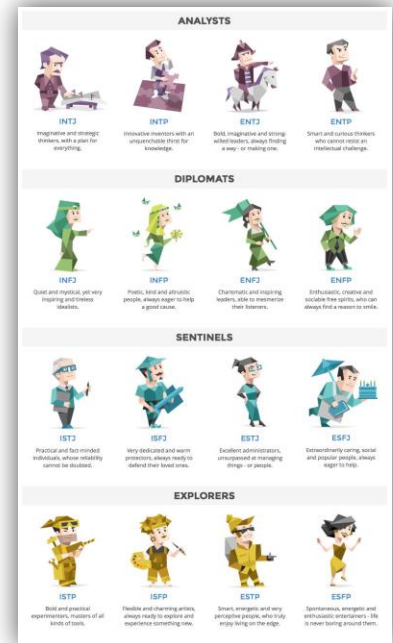 ANALYSTS
INTJ INTP ENTJ ENTP
Imaginative and strategic
thinkers, with a plan for
everything.
Innovative inventors with an
unquenchable thirst for
knowledge.
Bold, imaginative and strong-
willed leaders, always finding
a way - or making one.
Smart and curious thinkers
who cannot resist an
intellectual challenge.
DIPLOMATS
INFJ INFP ENFJ ENFP
Quiet and mystical, yet very
inspiring and tireless
idealists.
Poetic, kind and altruistic
people, always eager to help
a good cause.
Charismatic and inspiring
leaders, able to mesmerize
their listeners.
Enthusiastic, creative and
sociable free spirits, who can
always find a reason to smile.
SENTINELS
ISTJ ISFJ ESTJ ESFJ
Practical and fact-minded
individuals, whose reliability
cannot be doubted.
Very dedicated and warm
protectors, always ready to
defend their loved ones.
Excellent administrators,
unsurpassed at managing
things - or people.
Extraordinarily caring, social
and popular people, always
eager to help.
EXPLORERS
ISTP ISFP ESTP ESFP
Bold and practical
experimenters, masters of all
kinds of tools.
Flexible and charming artists,
always ready to explore and
experience something new.
Smart, energetic and very
perceptive people, who truly
enjoy living on the edge.
Spontaneous, energetic and
enthusiastic entertainers - life
is never boring around them.